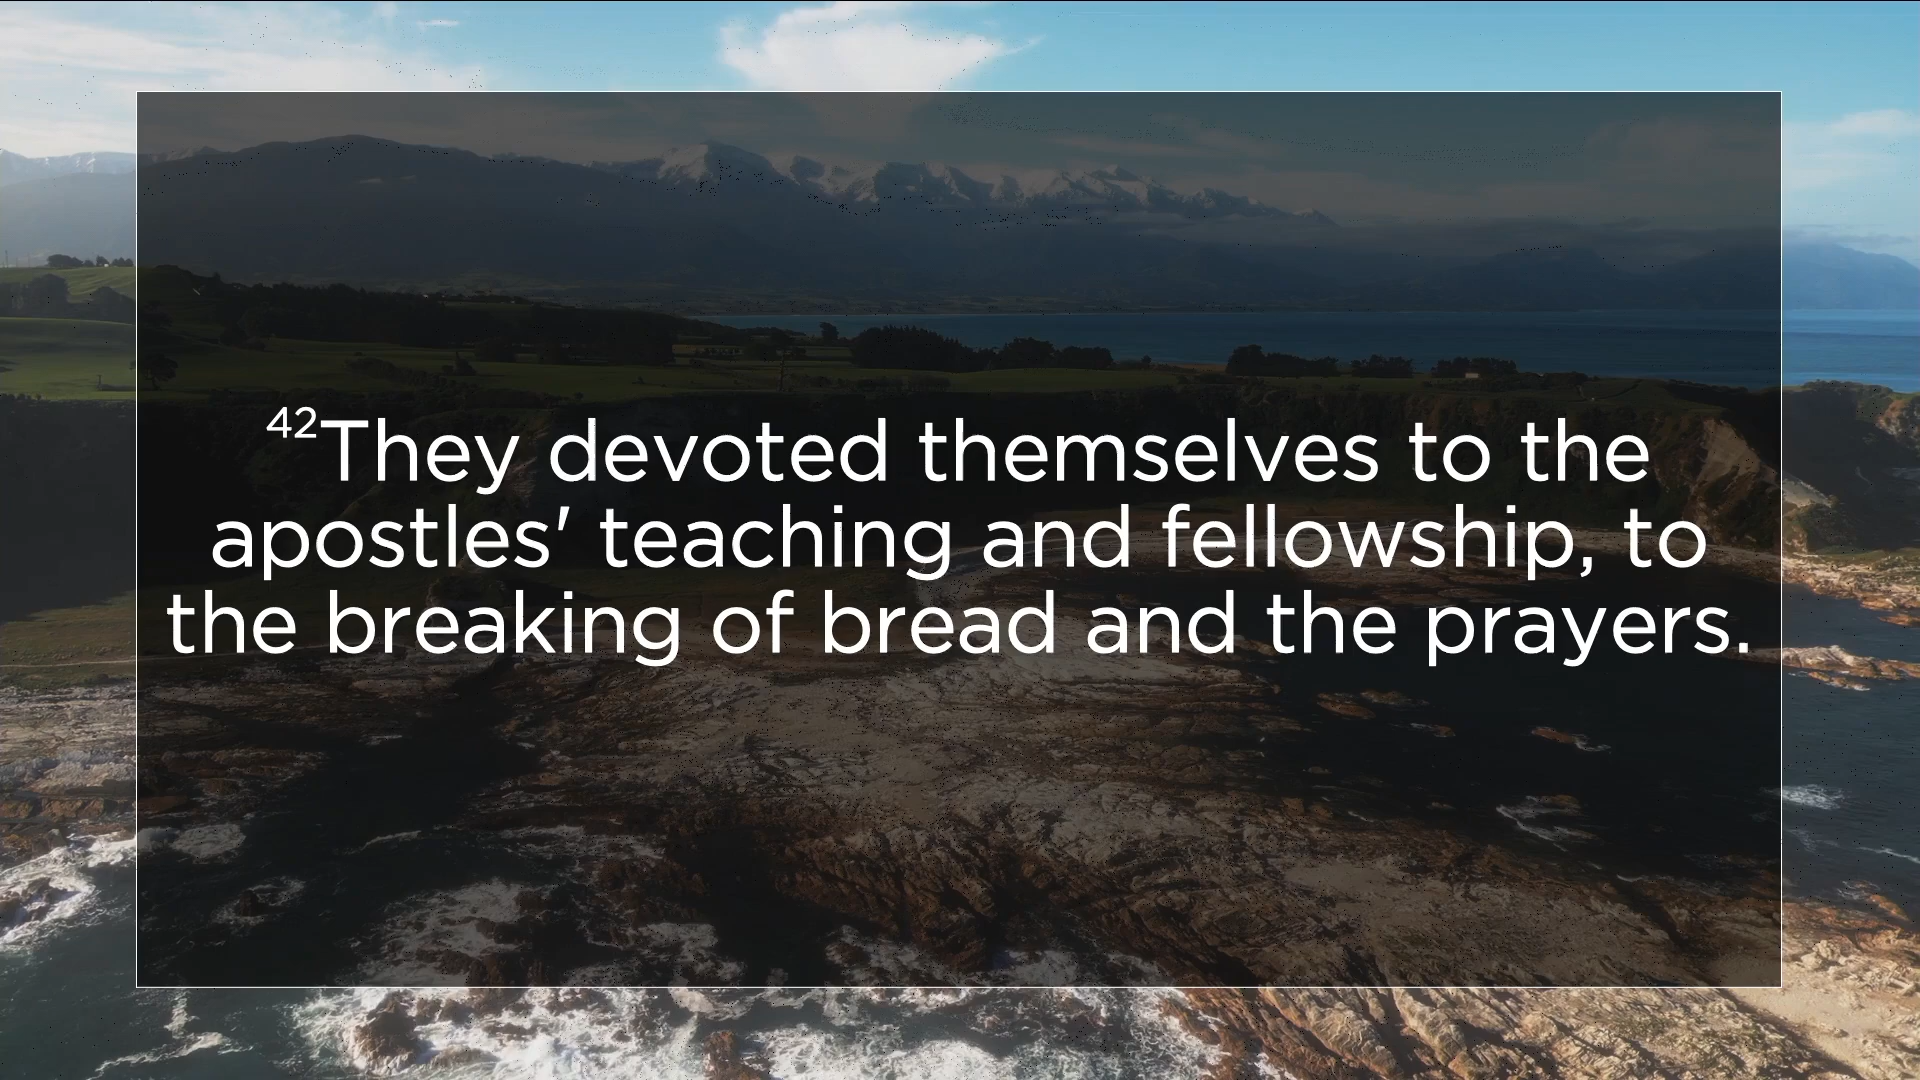 42They devoted themselves to the
apostles' teaching and fellowship, to
the breaking of bread and the prayers.